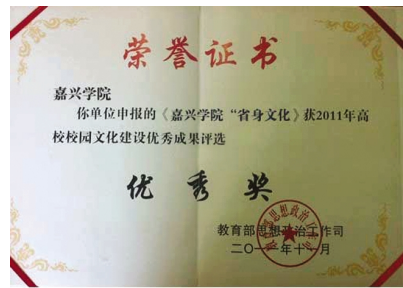 荣誉证书
嘉兴学院
你单位申报的《嘉兴学院“省身文化》获2011年高
校校园文化建设优秀成果评选
优秀奖
教育部思想政治工作司
二〇一一年十一月